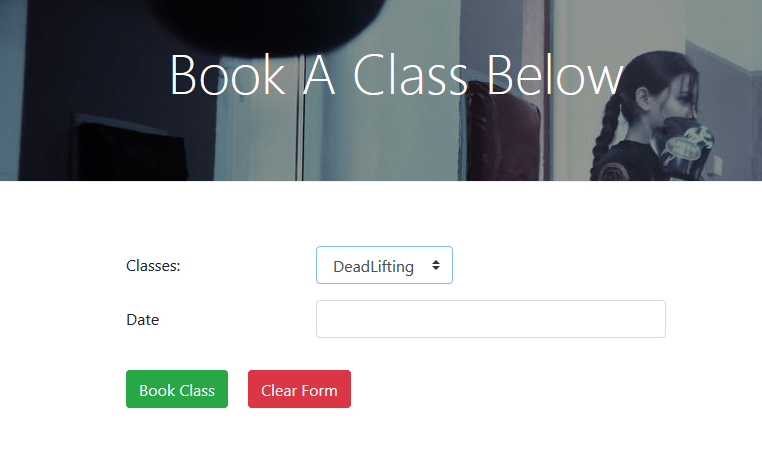 Book A Class Below
Classes:
DeadLifting
Date
Book Class
Clear Form